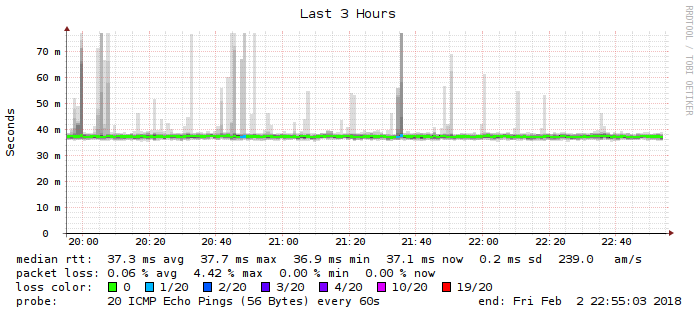 Last 3 Hours
RRDTOOL / TOBI OETIKER
Seconds
70 m
60 m
50 m
40 m
30 m
20 m
10 m
0
20:00 20:20 20:40 21:00 21:20 21:40 22:00 22:20 22:40
median rtt: 37.3 ms avg 37.7 ms max 36.9 ms min 37.1 ms now 0.2 ms sd 239.0 am/s
packet loss: 0.06 % avg 4.42 % max 0.00 % min 0.00 % now
loss color: 0 1/20 2/20 3/20 4/20 10/20 19/20
probe: 20 ICMP Echo Pings (56 Bytes) every 60s end: Fri Feb 2 22:55:03 2018